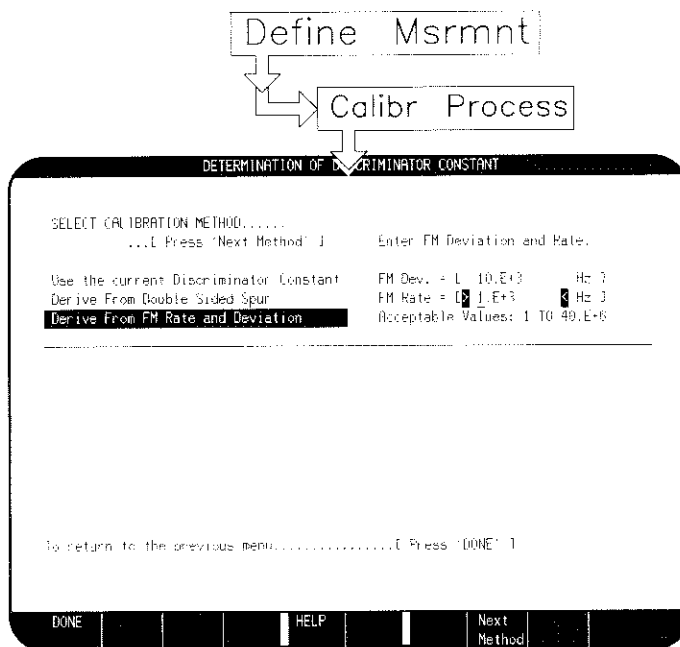 Define Msrmnt
Calibr Process
DETERMINATION OF DISCRIMINATOR CONSTANT
SELECT CALIBRATION METHOD......
...[ Press 'Next Method' ]
Enter FM Deviation and Rate.
Use the current Discriminator Constant
Derive From Double Sided Spur
Derive From FM Rate and Deviation
FM Dev. = [ 10.E+3 Hz ]
FM Rate = [> 1.E+3 < Hz ]
Acceptable Values: 1 TO 40.E+6
To return to the previous menu.................[ Press 'DONE' ]
DONE
HELP
Next
Method